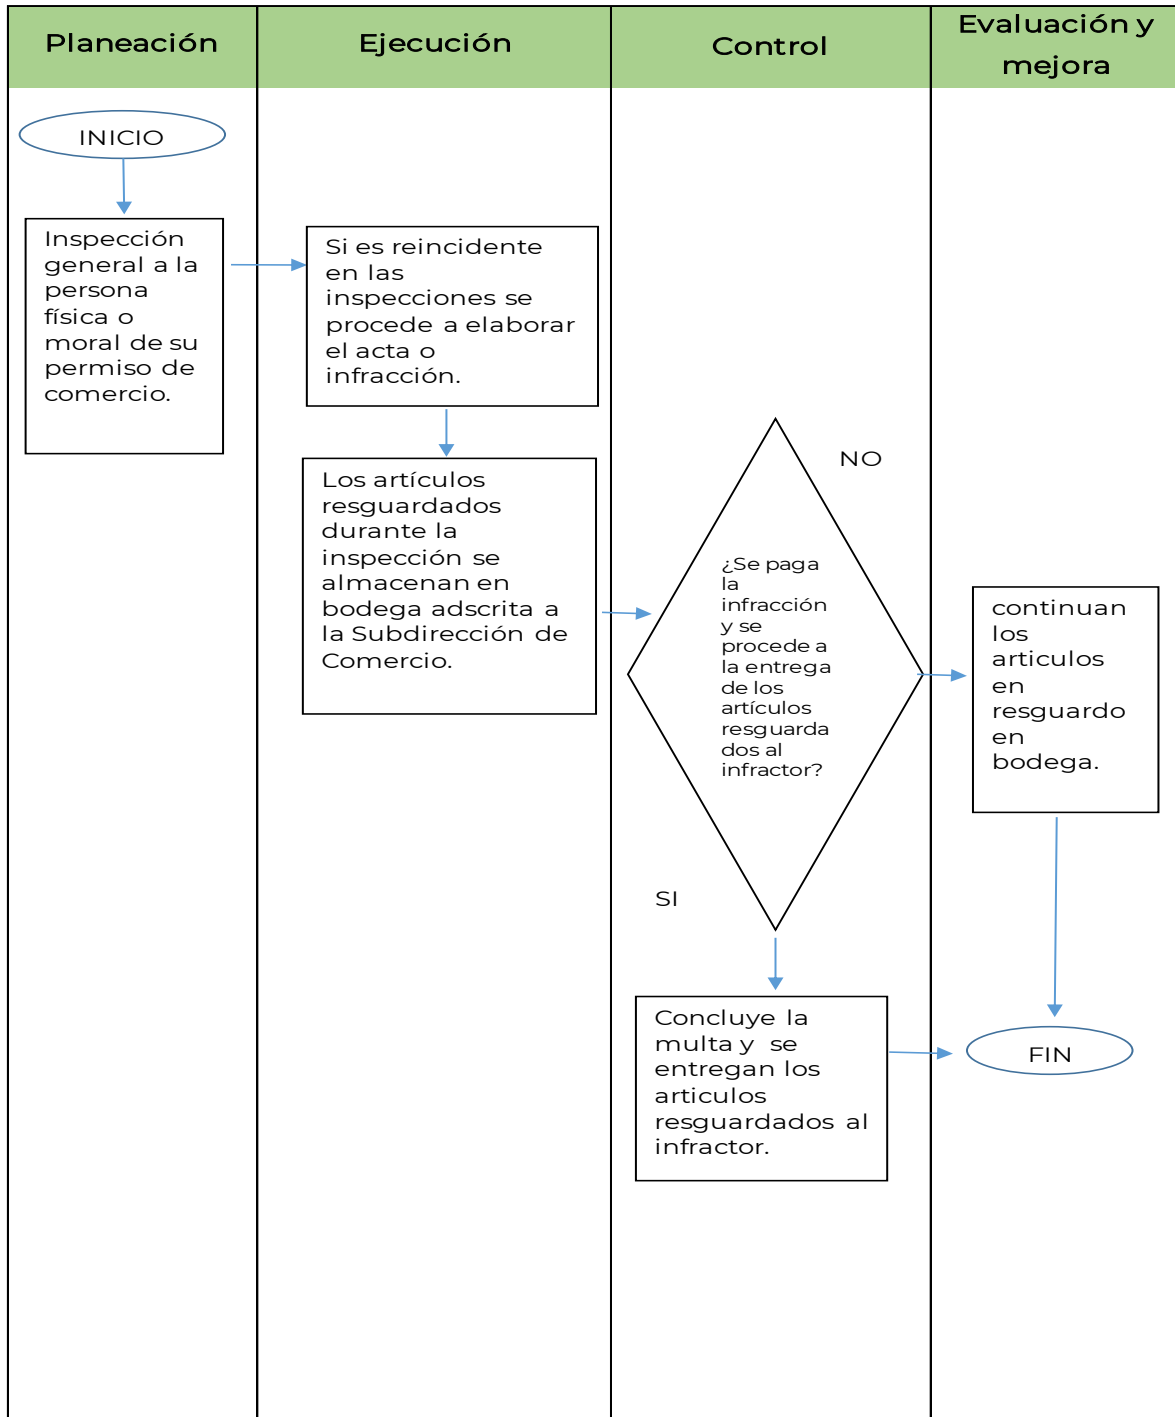 Planeación
Ejecución
Control
Evaluación y
mejora
INICIO
Inspección
general a la
persona
física o
moral de su
permiso de
comercio.
Si es reincidente
en las
inspecciones se
procede a elaborar
el acta o
infracción.
Los artículos
resguardados
durante la
inspección se
almacenan en
bodega adscrita a
la Subdirección de
Comercio.
NO
¿Se paga
la
infracción
y se
procede a
la entrega
de los
artículos
resguarda
dos al
infractor?
SI
continuan
los
articulos
en
resguardo
en
bodega.
Concluye la
multa y se
entregan los
articulos
resguardados al
infractor.
FIN